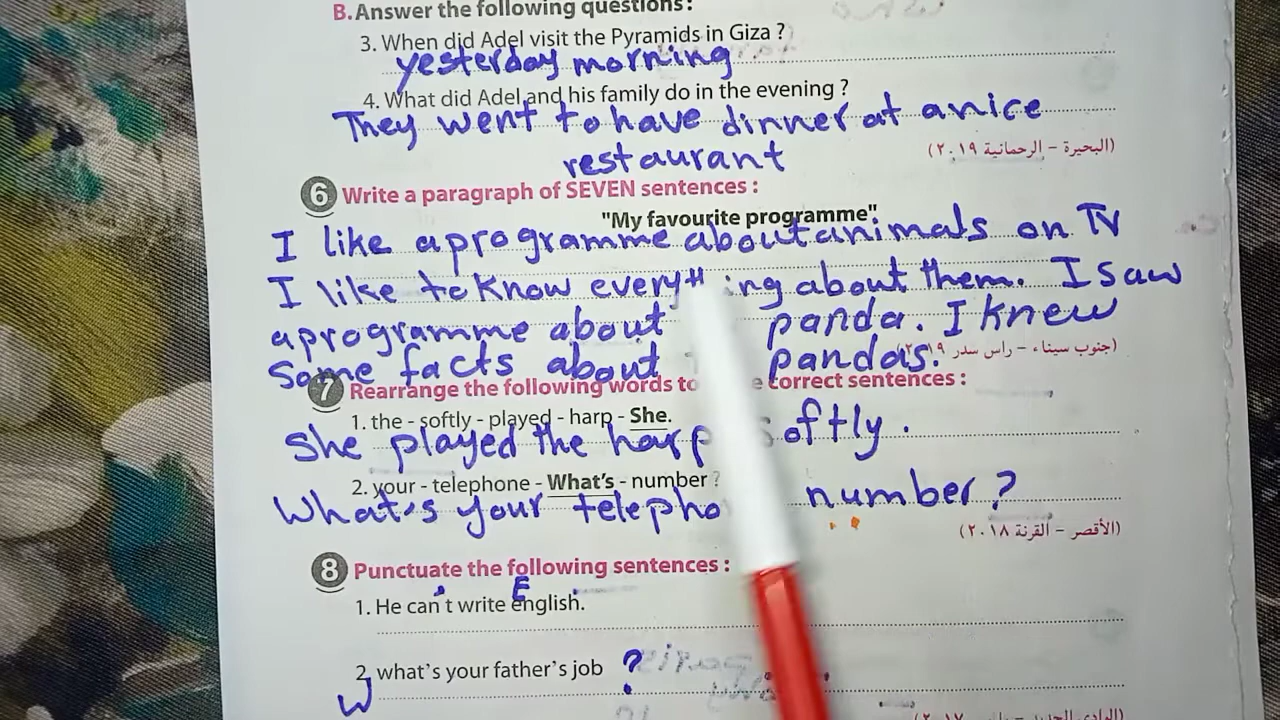 B. Answer the following questions:
3. When did Adel visit the Pyramids in Giza ?
yesterday morning
4. What did Adel and his family do in the evening ?
They went to have dinner at a nice
restaurant
(البحيرة – الرحمانية ٢٠١٩)
6 Write a paragraph of SEVEN sentences :
"My favourite programme"
I like a programme about animals on TV
I like to know everything about them. I saw
a programme about panda. I knew
(جنوب سيناء – راس سدر ٢٠١٩)
Some facts about pandas.
7 Rearrange the following words to correct sentences :
1. the - softly - played - harp - She.
She played the harp softly.
2. your - telephone - What's - number ?
What's your telepho number ?
(الأقصر – القرنة ٢٠١٨)
8 Punctuate the following sentences :
1. He can't write English.
2. what's your father's job ?
W